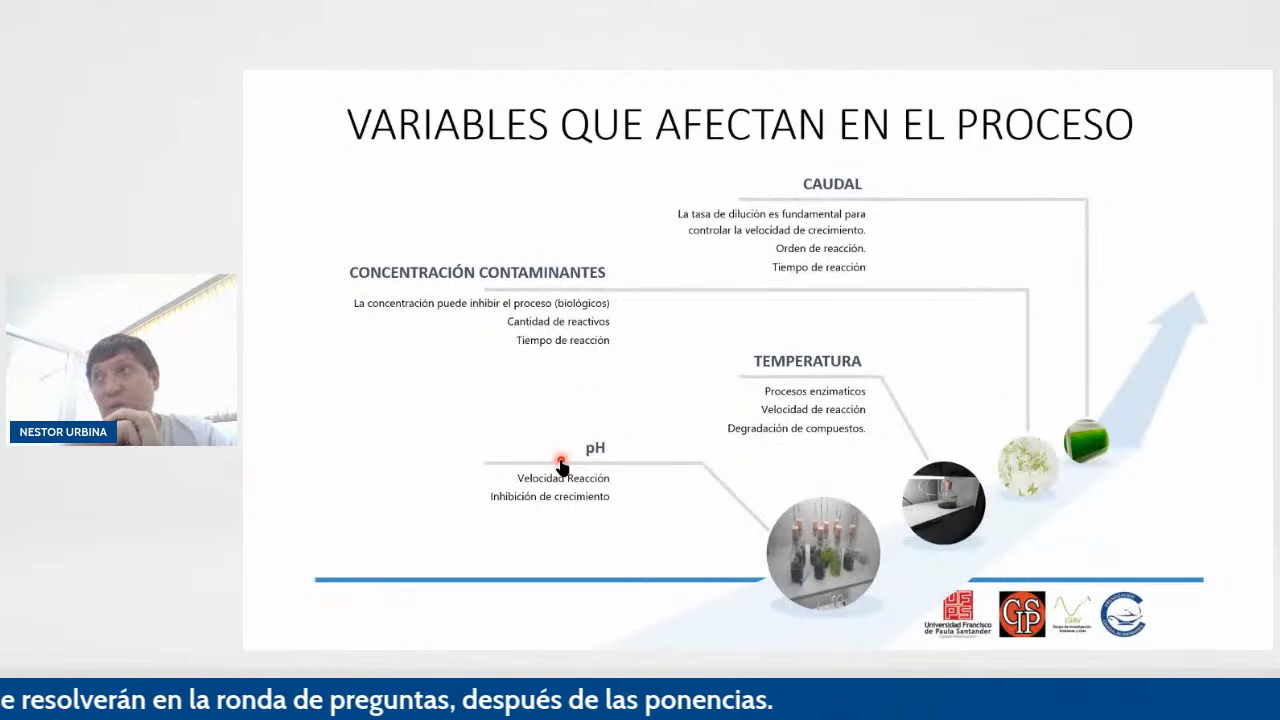 VARIABLES QUE AFECTAN EN EL PROCESO
CAUDAL
La tasa de dilución es fundamental para
controlar la velocidad de crecimiento.
Orden de reacción.
Tiempo de reacción
CONCENTRACIÓN CONTAMINANTES
La concentración puede inhibir el proceso (biológicos)
Cantidad de reactivos
Tiempo de reacción
TEMPERATURA
Procesos enzimaticos
Velocidad de reacción
Degradación de compuestos.
pH
Velocidad Reacción
Inhibición de crecimiento
NESTOR URBINA
UFPS
Universidad Francisco
de Paula Santander
GIAV
e resolverán en la ronda de preguntas, después de las ponencias.